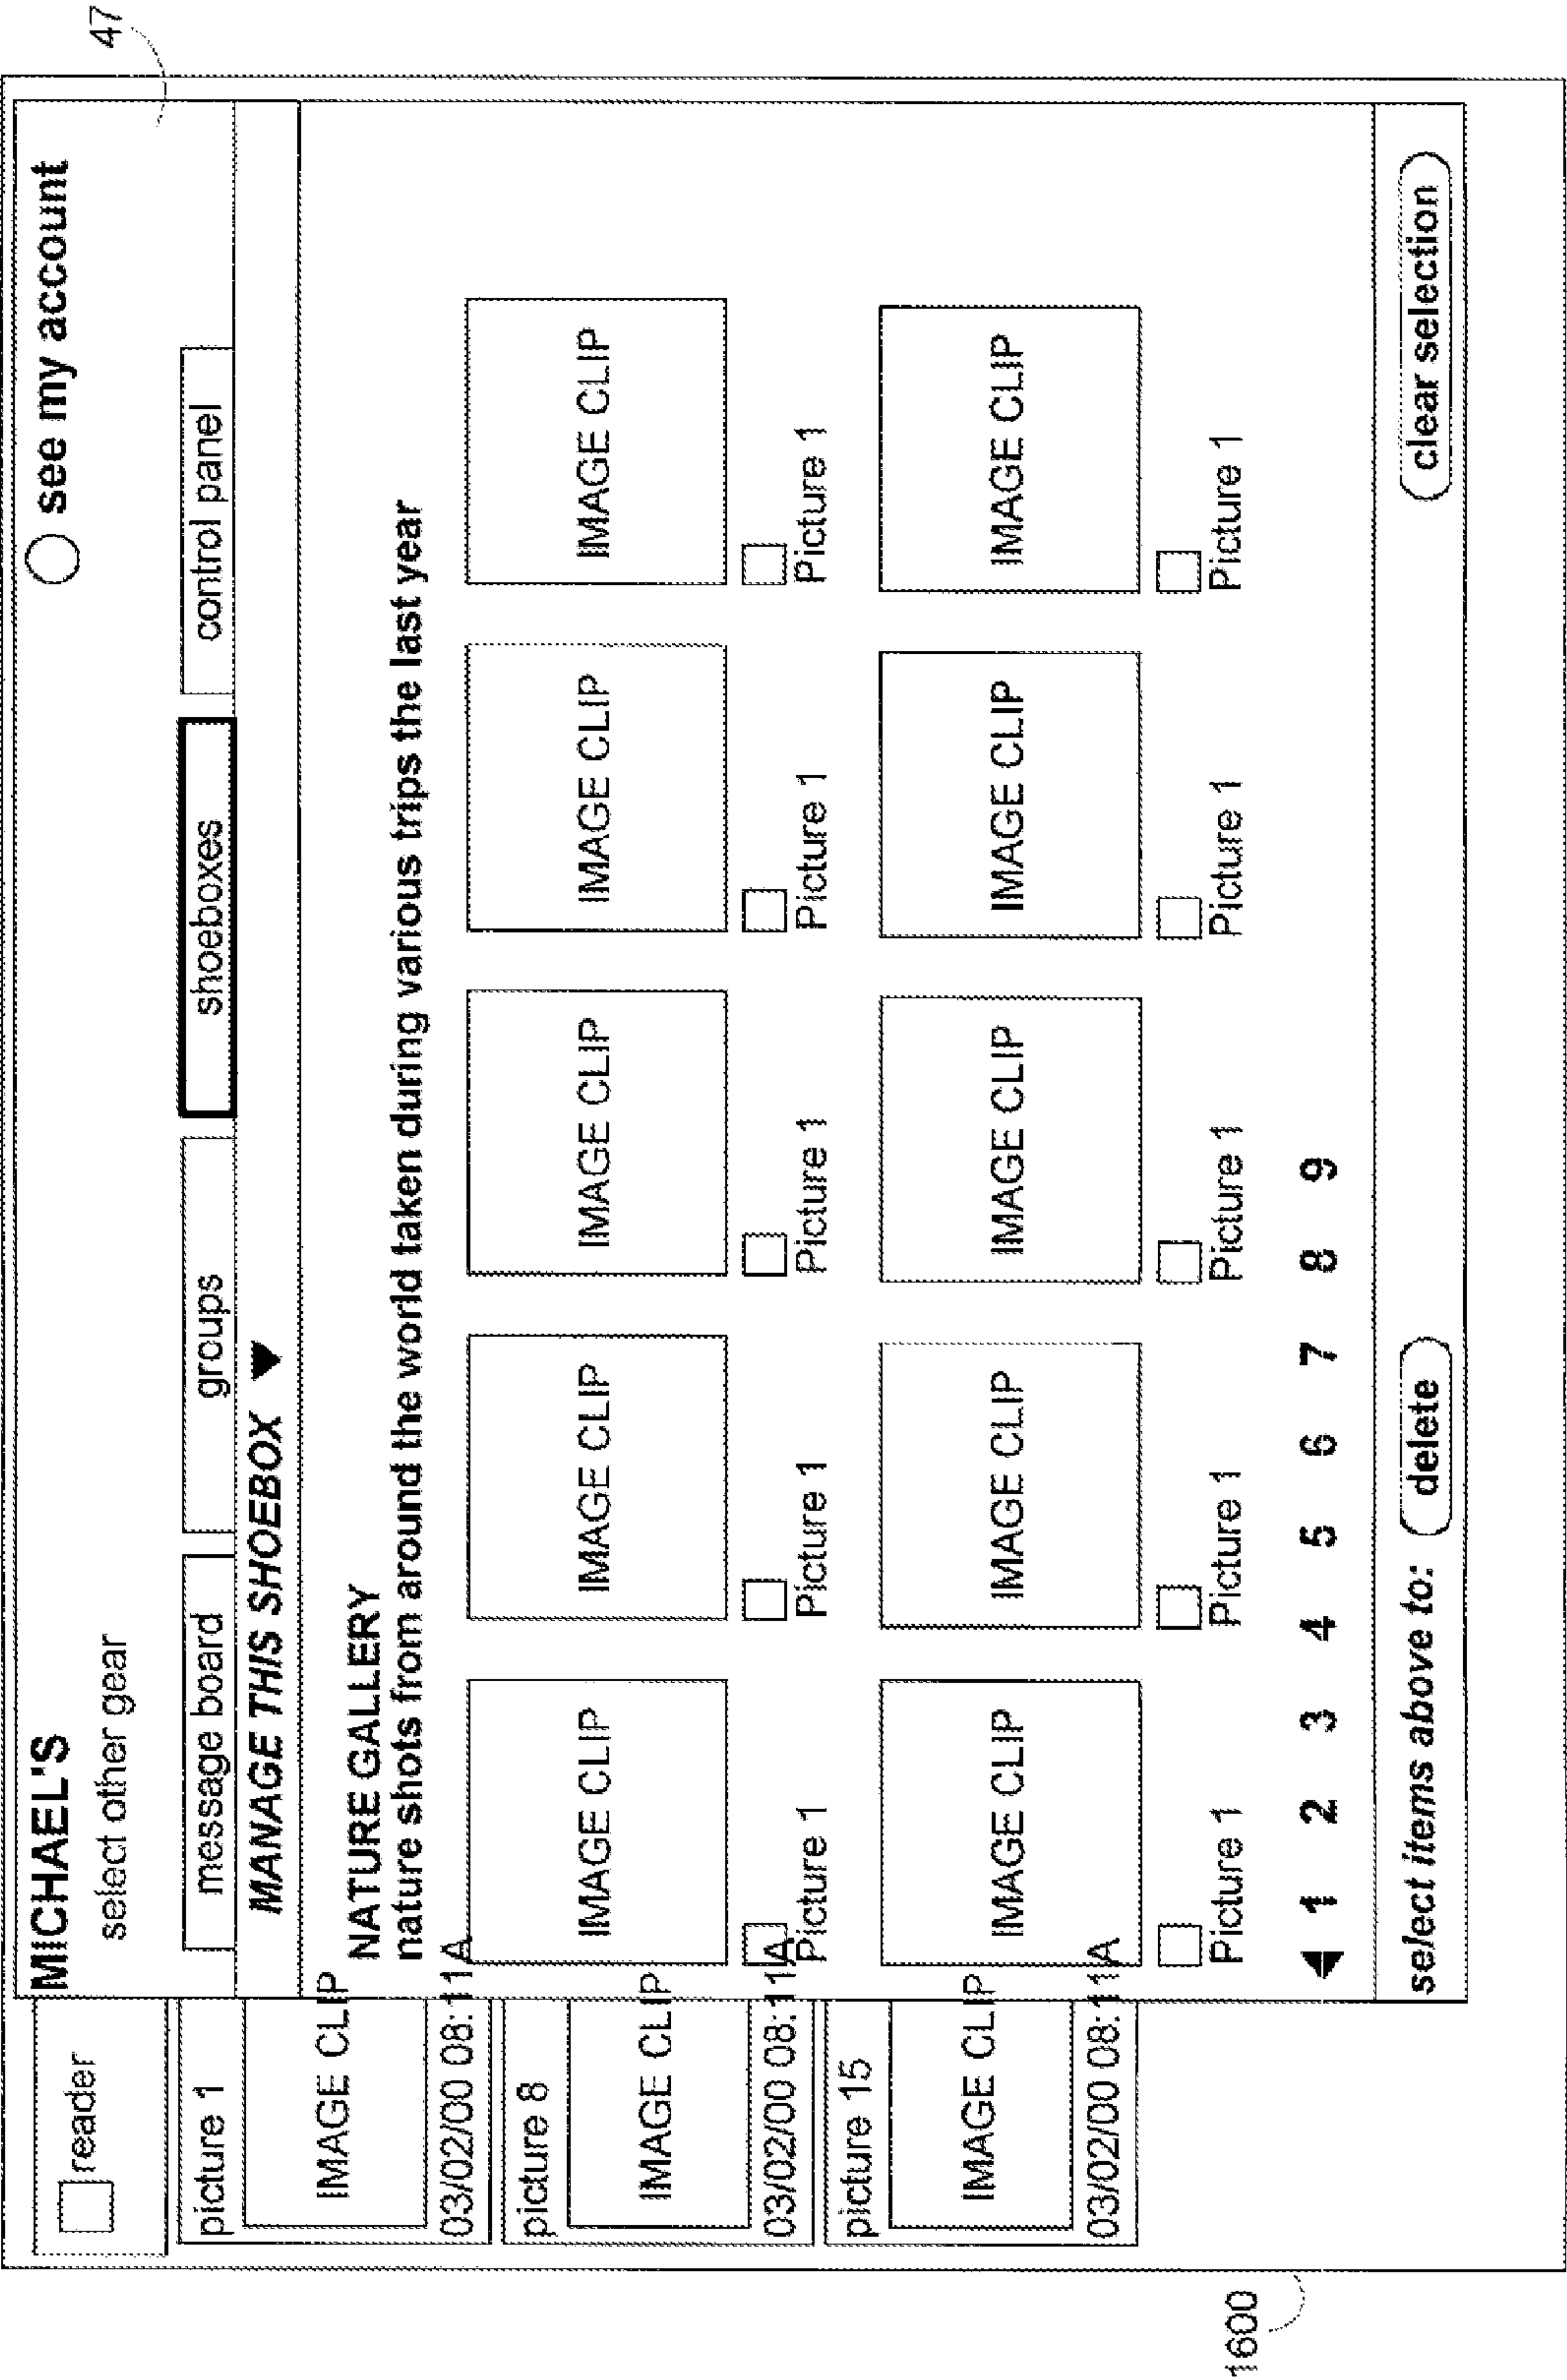 47
MICHAEL'S
see my account
select other gear
message board
groups
shoeboxes
control panel
MANAGE THIS SHOEBOX
NATURE GALLERY
nature shots from around the world taken during various trips the last year
IMAGE CLIP IMAGE CLIP IMAGE CLIP IMAGE CLIP IMAGE CLIP
Picture 1 Picture 1 Picture 1 Picture 1 Picture 1
IMAGE CLIP IMAGE CLIP IMAGE CLIP IMAGE CLIP IMAGE CLIP
Picture 1 Picture 1 Picture 1 Picture 1 Picture 1
1 2 3 4 5 6 7 8 9
select items above to: delete
clear selection
reader
picture 1
IMAGE CLIP
03/02/00 08:11A
picture 8
IMAGE CLIP
03/02/00 08:11A
picture 15
IMAGE CLIP
03/02/00 08:11A
1600